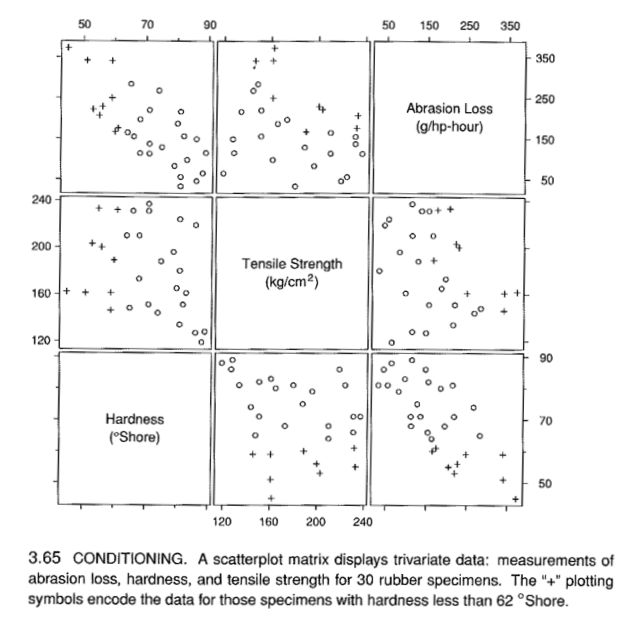 50 70 90 50 150 250 350
Abrasion Loss
(g/hp-hour)
350
250
150
50
240
200
160
120
Tensile Strength
(kg/cm²)
Hardness
(°Shore)
90
70
50
120 160 200 240
3.65 CONDITIONING. A scatterplot matrix displays trivariate data: measurements of
abrasion loss, hardness, and tensile strength for 30 rubber specimens. The "+" plotting
symbols encode the data for those specimens with hardness less than 62 °Shore.